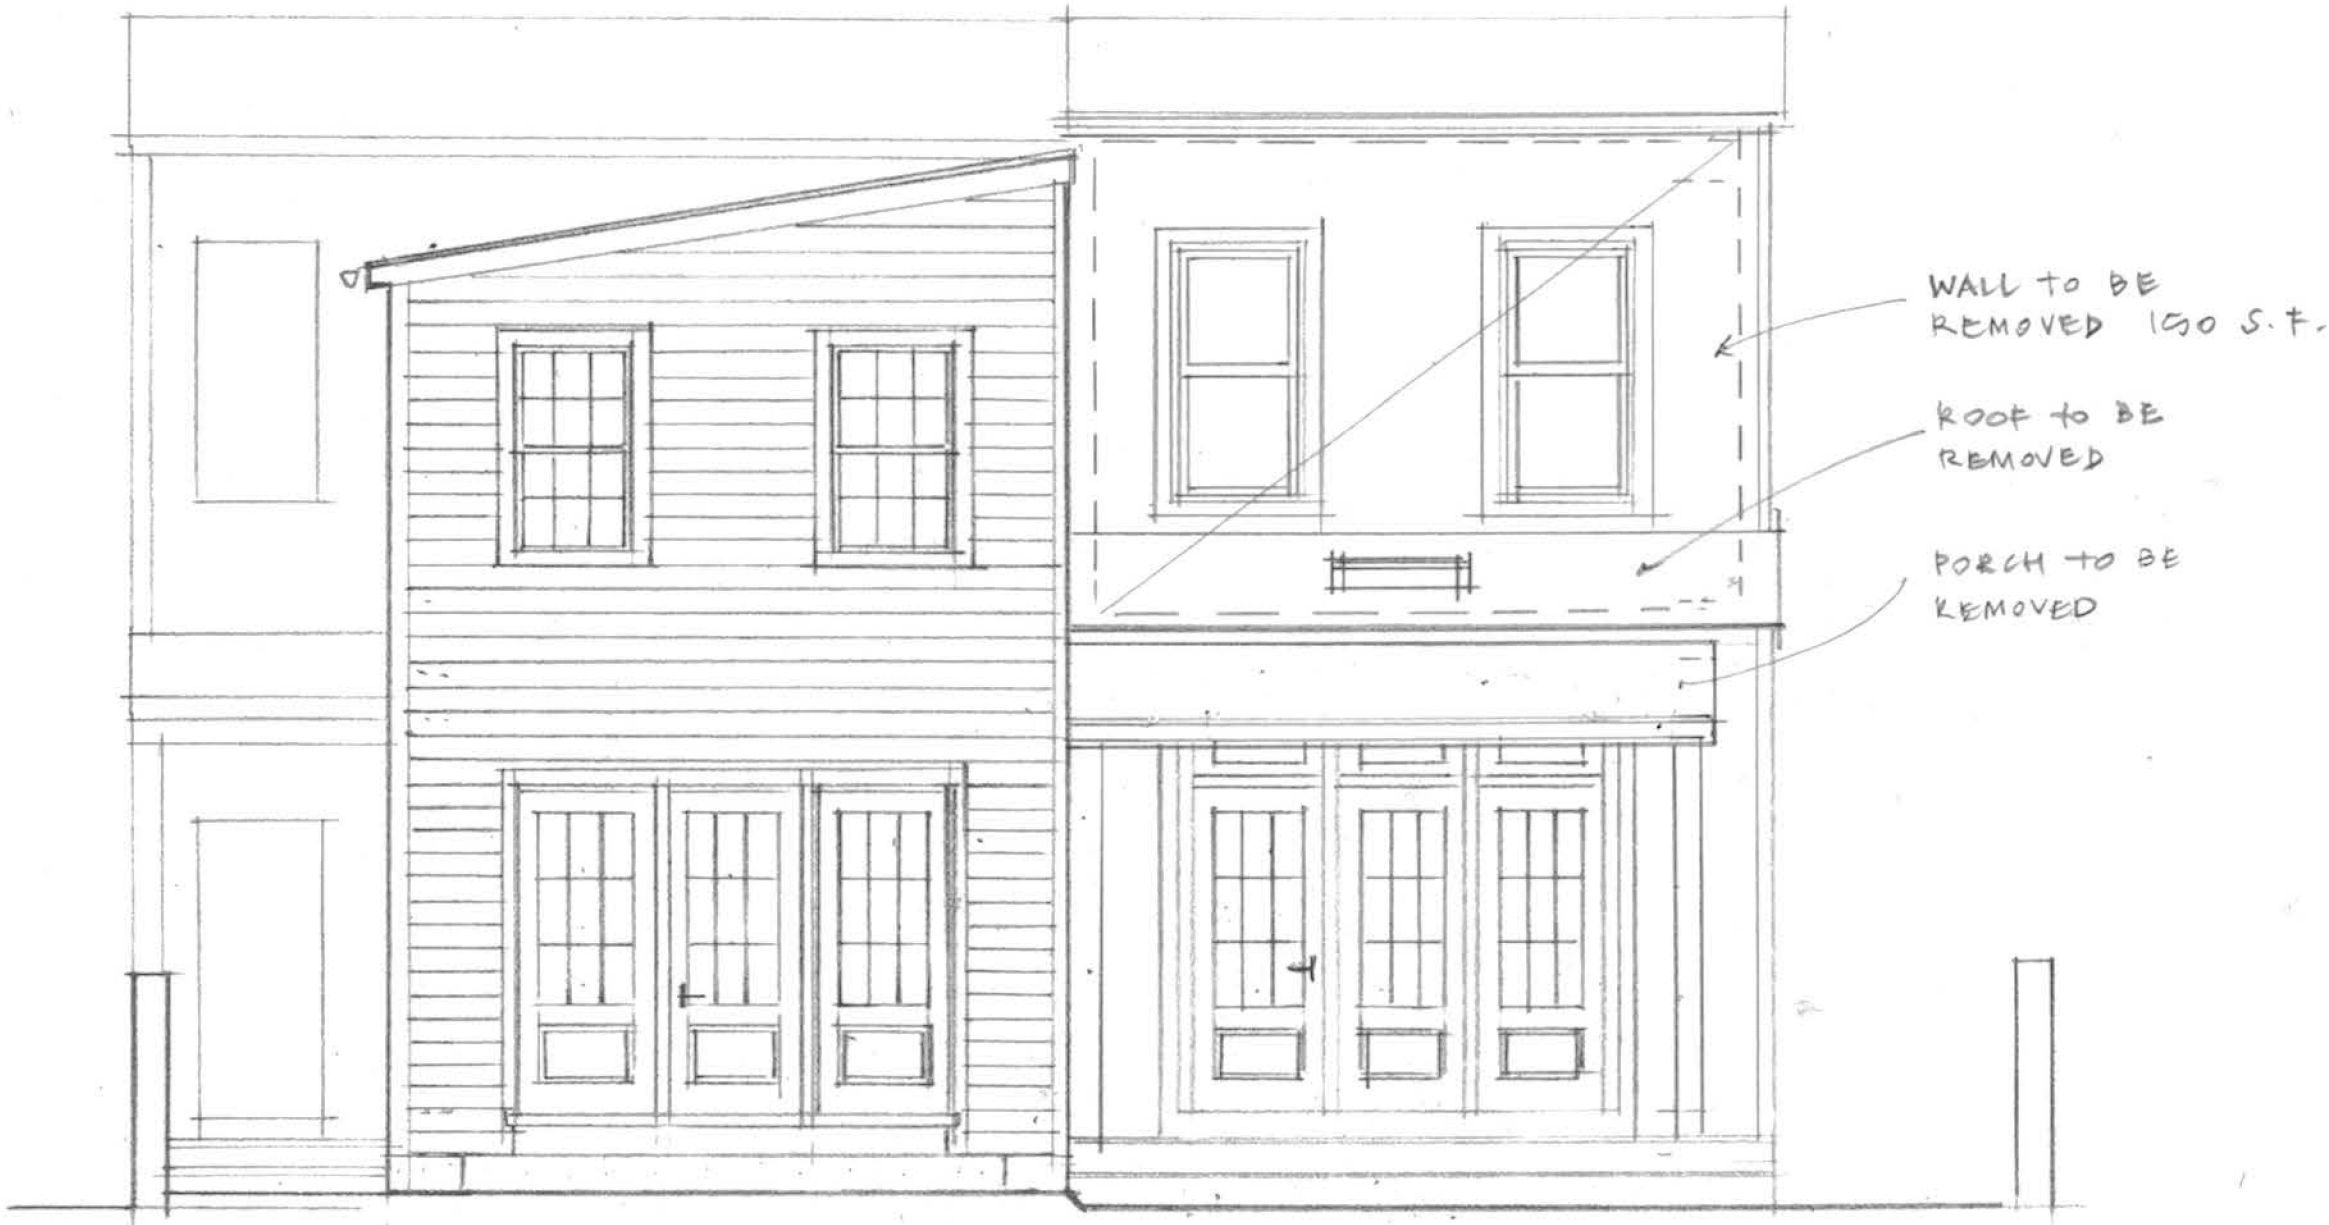 WALL TO BE
REMOVED 150 S.F.
ROOF TO BE
REMOVED
PORCH TO BE
REMOVED